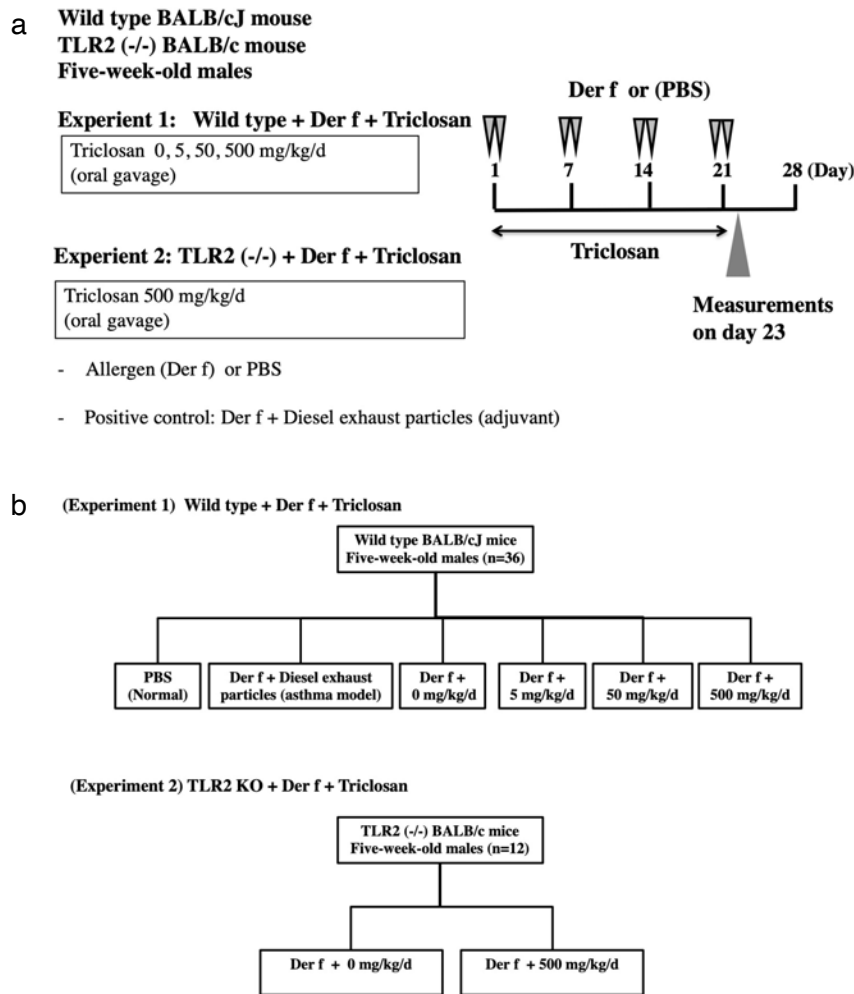 a
Wild type BALB/cJ mouse
TLR2 (-/-) BALB/c mouse
Five-week-old males
Experient 1: Wild type + Der f + Triclosan
Triclosan 0, 5, 50, 500 mg/kg/d
(oral gavage)
Experient 2: TLR2 (-/-) + Der f + Triclosan
Triclosan 500 mg/kg/d
(oral gavage)
- Allergen (Der f) or PBS
- Positive control: Der f + Diesel exhaust particles (adjuvant)
Der f or (PBS)
1 7 14 21 28 (Day)
Triclosan
Measurements
on day 23
b
(Experiment 1) Wild type + Der f + Triclosan
Wild type BALB/cJ mice
Five-week-old males (n=36)
PBS
(Normal)
Der f + Diesel exhaust
particles (asthma model)
Der f +
0 mg/kg/d
Der f +
5 mg/kg/d
Der f +
50 mg/kg/d
Der f +
500 mg/kg/d
(Experiment 2) TLR2 KO + Der f + Triclosan
TLR2 (-/-) BALB/c mice
Five-week-old males (n=12)
Der f + 0 mg/kg/d
Der f + 500 mg/kg/d